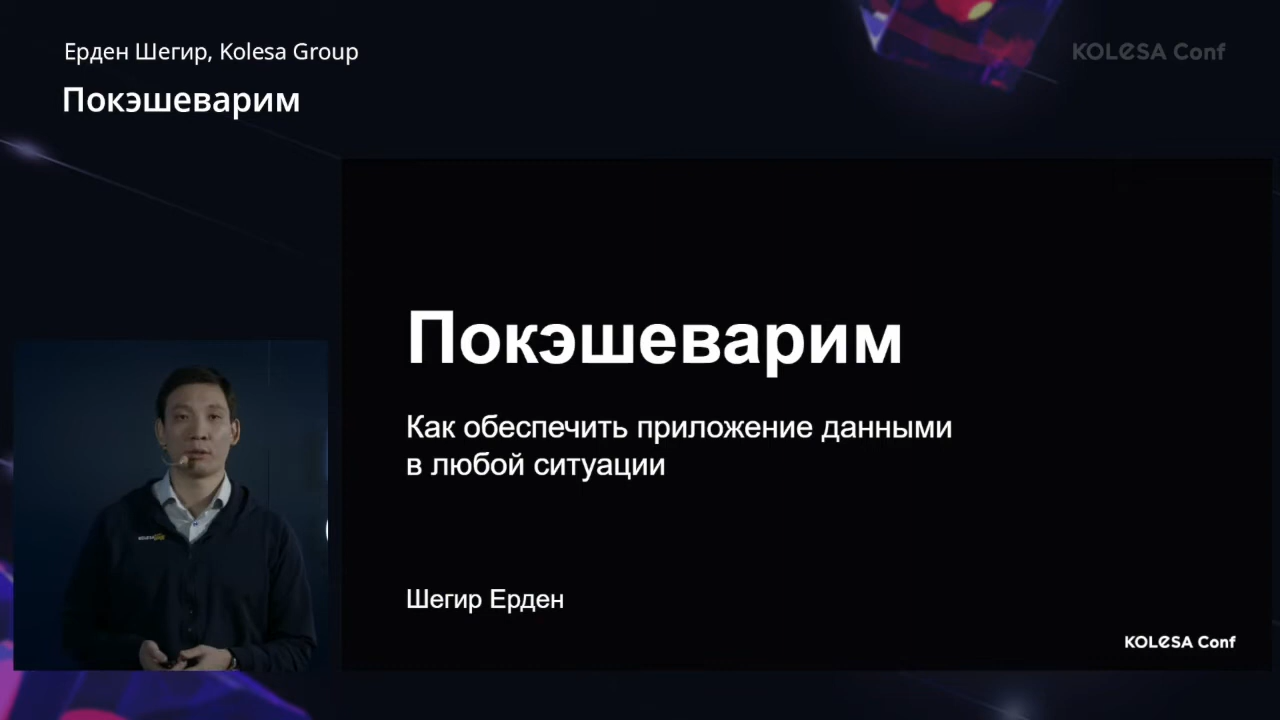 Ерден Шегир, Kolesa Group
KOLESA Conf
Покэшеварим
Покэшеварим
Как обеспечить приложение данными
в любой ситуации
Шегир Ерден
KOLESA Conf